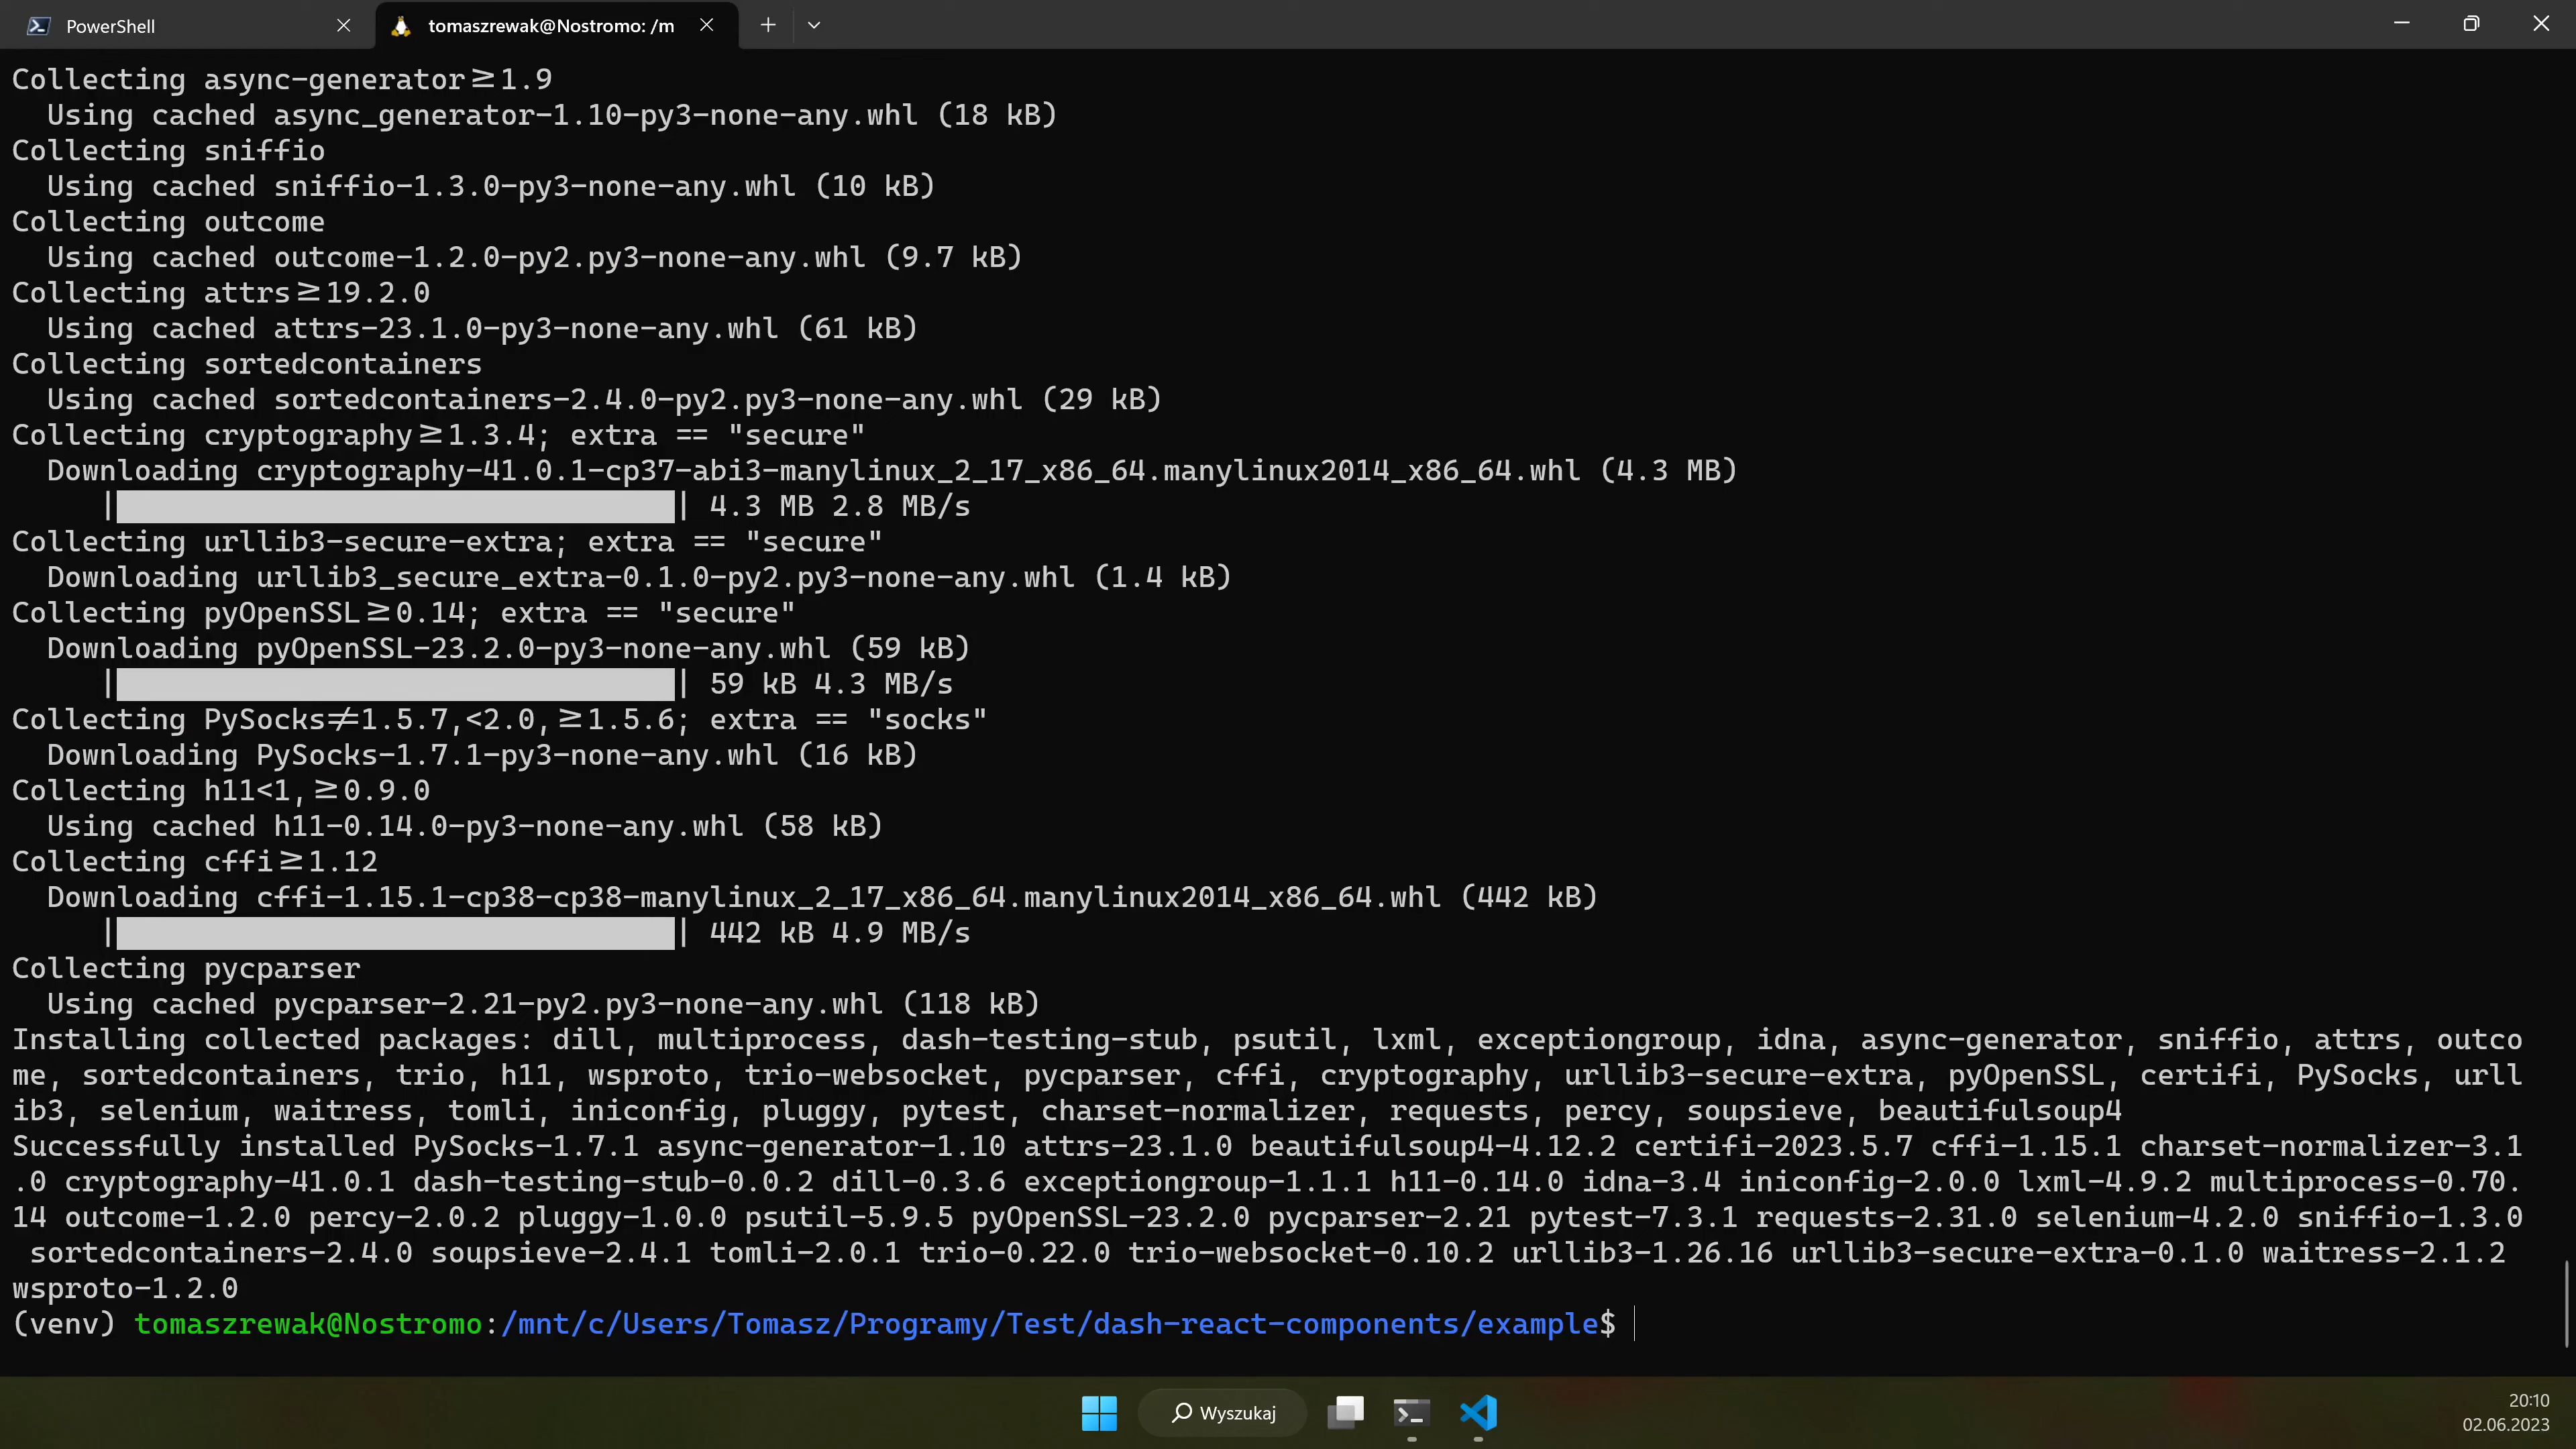 PowerShell
tomaszrewak@Nostromo: /m
Collecting async-generator≥1.9
  Using cached async_generator-1.10-py3-none-any.whl (18 kB)
Collecting sniffio
  Using cached sniffio-1.3.0-py3-none-any.whl (10 kB)
Collecting outcome
  Using cached outcome-1.2.0-py2.py3-none-any.whl (9.7 kB)
Collecting attrs≥19.2.0
  Using cached attrs-23.1.0-py3-none-any.whl (61 kB)
Collecting sortedcontainers
  Using cached sortedcontainers-2.4.0-py2.py3-none-any.whl (29 kB)
Collecting cryptography≥1.3.4; extra == "secure"
  Downloading cryptography-41.0.1-cp37-abi3-manylinux_2_17_x86_64.manylinux2014_x86_64.whl (4.3 MB)
| | 4.3 MB 2.8 MB/s
Collecting urllib3-secure-extra; extra == "secure"
  Downloading urllib3_secure_extra-0.1.0-py2.py3-none-any.whl (1.4 kB)
Collecting pyOpenSSL≥0.14; extra == "secure"
  Downloading pyOpenSSL-23.2.0-py3-none-any.whl (59 kB)
| | 59 kB 4.3 MB/s
Collecting PySocks≠1.5.7,<2.0,≥1.5.6; extra == "socks"
  Downloading PySocks-1.7.1-py3-none-any.whl (16 kB)
Collecting h11<1,≥0.9.0
  Using cached h11-0.14.0-py3-none-any.whl (58 kB)
Collecting cffi≥1.12
  Downloading cffi-1.15.1-cp38-cp38-manylinux_2_17_x86_64.manylinux2014_x86_64.whl (442 kB)
| | 442 kB 4.9 MB/s
Collecting pycparser
  Using cached pycparser-2.21-py2.py3-none-any.whl (118 kB)
Installing collected packages: dill, multiprocess, dash-testing-stub, psutil, lxml, exceptiongroup, idna, async-generator, sniffio, attrs, outco
me, sortedcontainers, trio, h11, wsproto, trio-websocket, pycparser, cffi, cryptography, urllib3-secure-extra, pyOpenSSL, certifi, PySocks, urll
ib3, selenium, waitress, tomli, iniconfig, pluggy, pytest, charset-normalizer, requests, percy, soupsieve, beautifulsoup4
Successfully installed PySocks-1.7.1 async-generator-1.10 attrs-23.1.0 beautifulsoup4-4.12.2 certifi-2023.5.7 cffi-1.15.1 charset-normalizer-3.1
.0 cryptography-41.0.1 dash-testing-stub-0.0.2 dill-0.3.6 exceptiongroup-1.1.1 h11-0.14.0 idna-3.4 iniconfig-2.0.0 lxml-4.9.2 multiprocess-0.70.
14 outcome-1.2.0 percy-2.0.2 pluggy-1.0.0 psutil-5.9.5 pyOpenSSL-23.2.0 pycparser-2.21 pytest-7.3.1 requests-2.31.0 selenium-4.2.0 sniffio-1.3.0
 sortedcontainers-2.4.0 soupsieve-2.4.1 tomli-2.0.1 trio-0.22.0 trio-websocket-0.10.2 urllib3-1.26.16 urllib3-secure-extra-0.1.0 waitress-2.1.2
wsproto-1.2.0
(venv) tomaszrewak@Nostromo:/mnt/c/Users/Tomasz/Programy/Test/dash-react-components/example$
Wyszukaj
20:10
02.06.2023